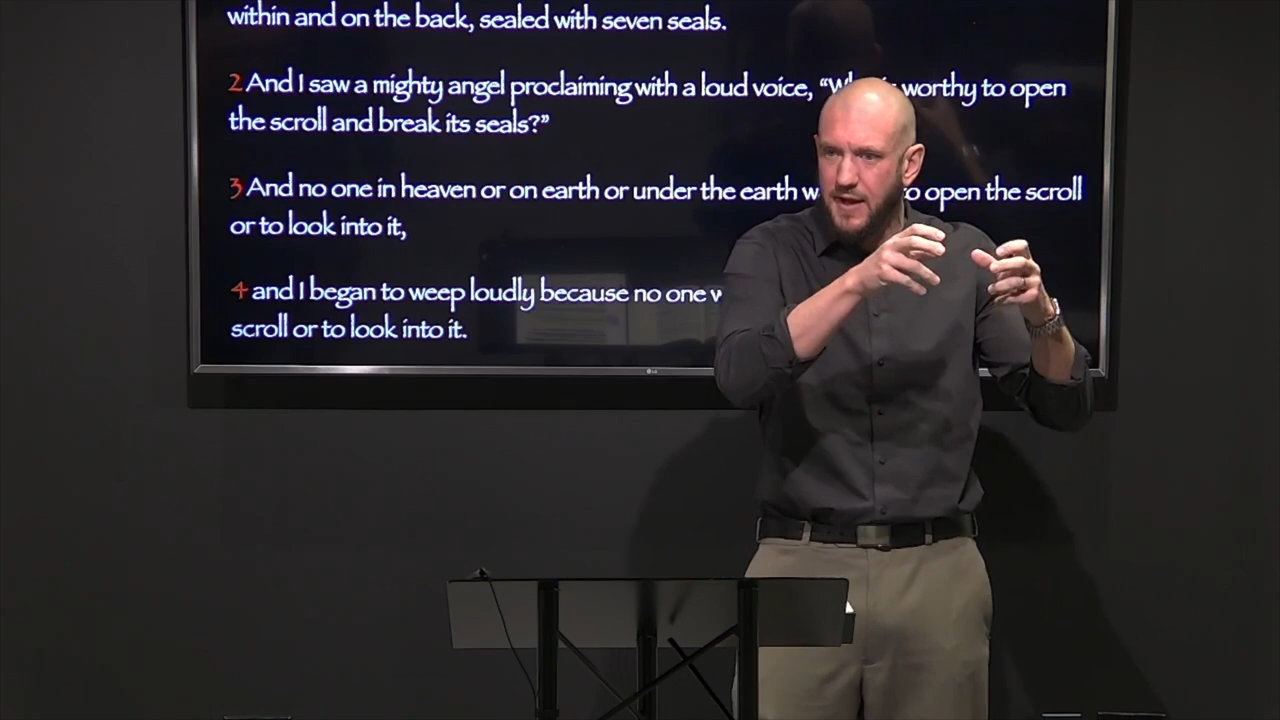 within and on the back, sealed with seven seals.
2 And I saw a mighty angel proclaiming with a loud voice, “ worthy to open
the scroll and break its seals?”
3 And no one in heaven or on earth or under the earth to open the scroll
or to look into it,
4 and I began to weep loudly because no one
scroll or to look into it.
LG